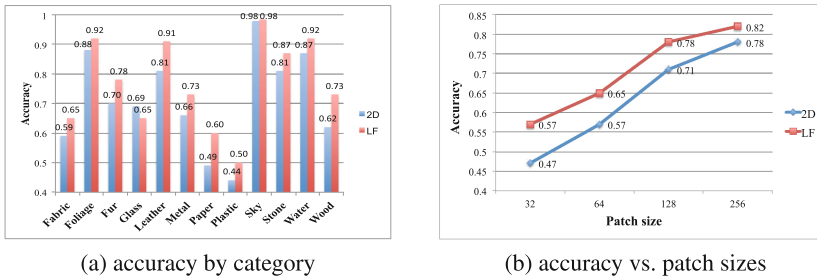 1
0.9
0.8
0.7
0.6
0.5
0.4
Accuracy
0.59 0.65
0.88 0.92
0.70 0.78
0.69 0.65
0.81 0.91
0.66 0.73
0.49 0.60
0.44 0.50
0.98 0.98
0.81 0.87
0.87 0.92
0.62 0.73
Fabric Foliage Fur Glass Leather Metal Paper Plastic Sky Stone Water Wood
2D
LF
(a) accuracy by category
0.85
0.8
0.75
0.7
0.65
0.6
0.55
0.5
0.45
0.4
Accuracy
0.57 0.65 0.78 0.82
0.47 0.57 0.71 0.78
32 64 128 256
Patch size
2D
LF
(b) accuracy vs. patch sizes